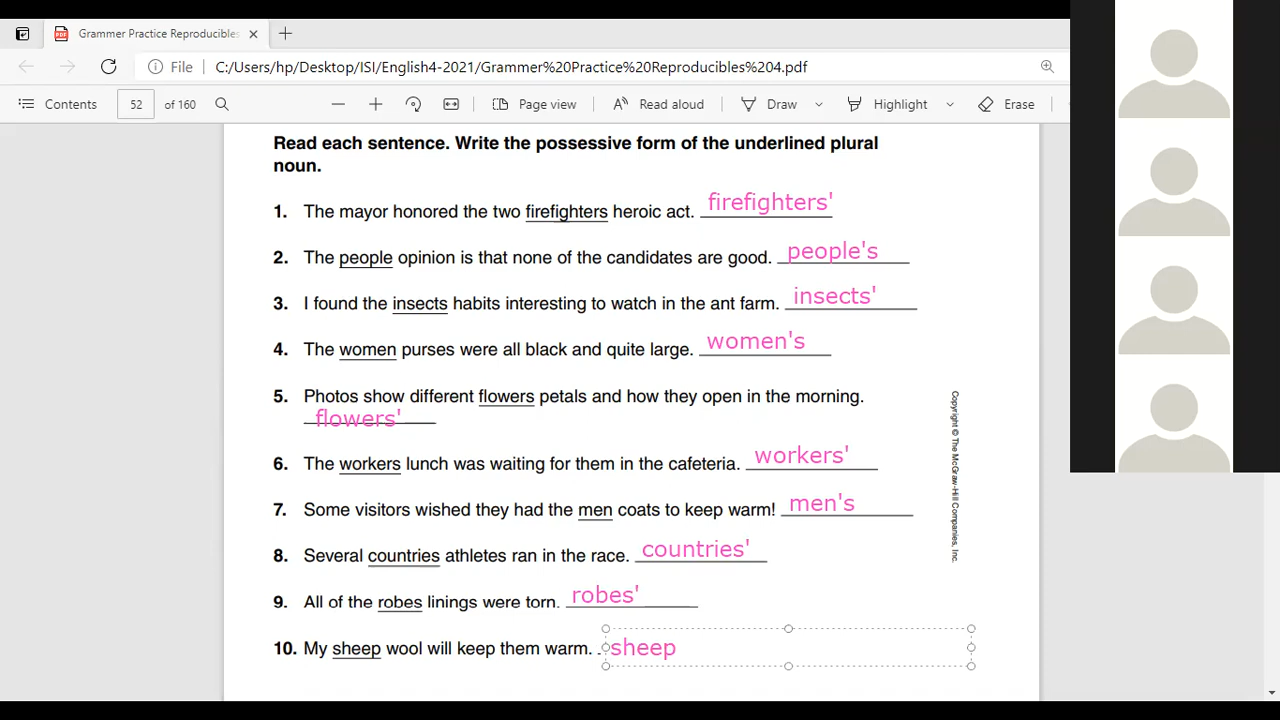 Grammer Practice Reproducibles
File C:/Users/hp/Desktop/ISI/English4-2021/Grammer%20Practice%20Reproducibles%204.pdf
Contents 52 of 160 Page view Read aloud Draw Highlight Erase
Read each sentence. Write the possessive form of the underlined plural
noun.
1. The mayor honored the two firefighters heroic act. firefighters'
2. The people opinion is that none of the candidates are good. people's
3. I found the insects habits interesting to watch in the ant farm. insects'
4. The women purses were all black and quite large. women's
5. Photos show different flowers petals and how they open in the morning.
flowers'
6. The workers lunch was waiting for them in the cafeteria. workers'
7. Some visitors wished they had the men coats to keep warm! men's
8. Several countries athletes ran in the race. countries'
9. All of the robes linings were torn. robes'
10. My sheep wool will keep them warm. sheep
Copyright © The McGraw-Hill Companies, Inc.